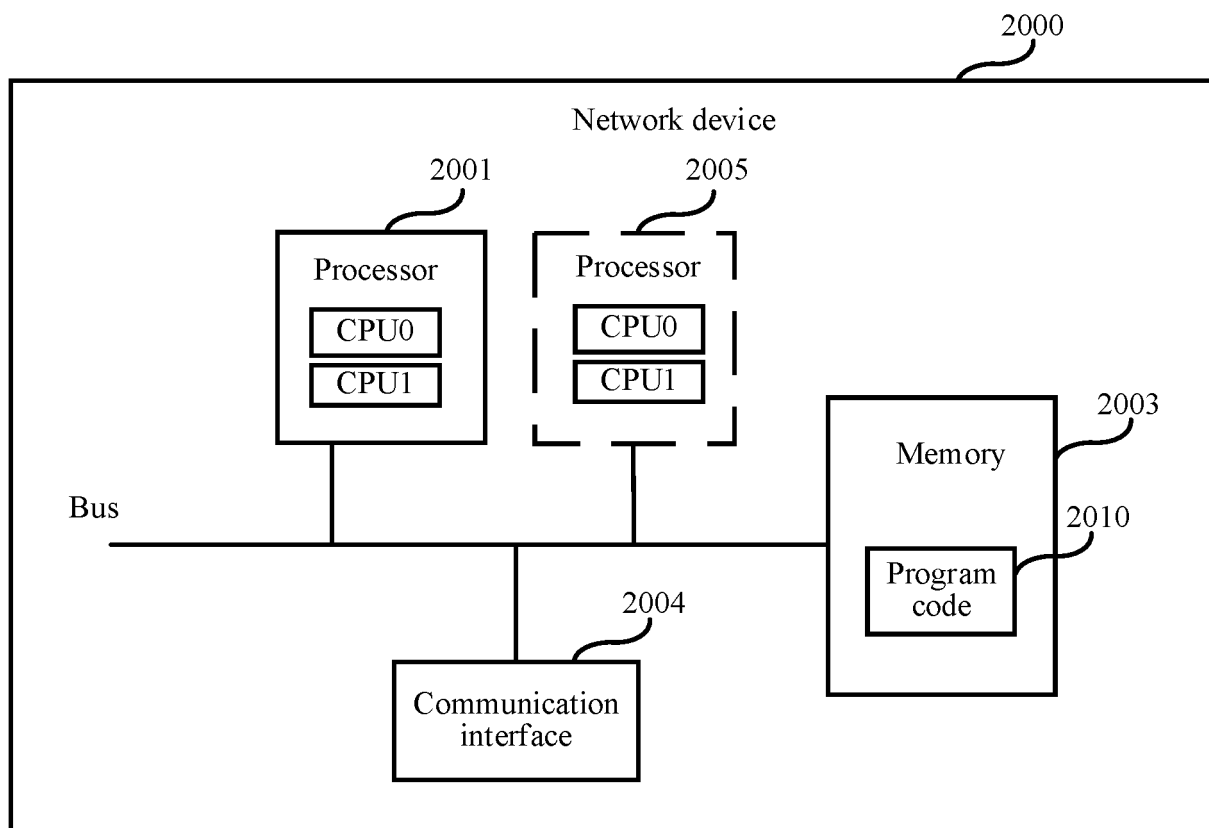 2000
Network device
2001
2005
Processor
Processor
CPU0
CPU0
CPU1
CPU1
2003
Memory
Bus
2010
Program
code
2004
Communication
interface